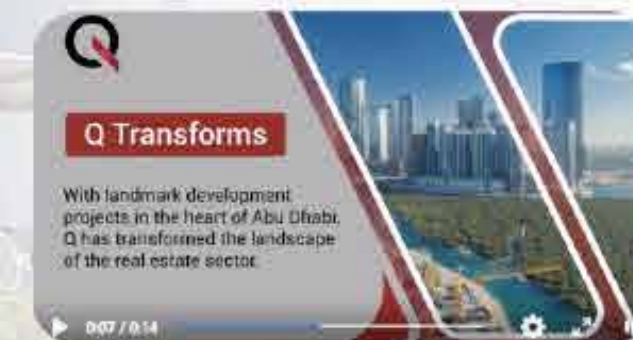 Q
Q Transforms
With landmark development
projects in the heart of Abu Dhabi,
Q has transformed the landscape
of the real estate sector.
0:07 / 0:14